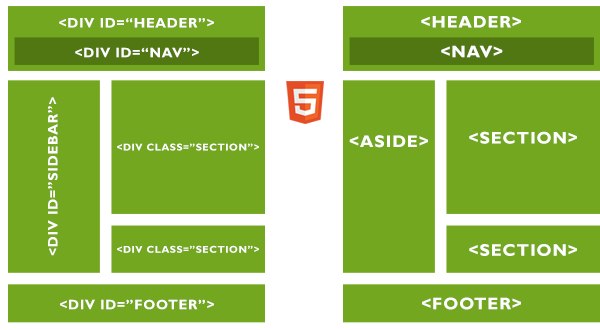 <DIV ID=“HEADER”>
<DIV ID=“NAV”>
<DIV ID=”SIDEBAR”>
<DIV CLASS=”SECTION”>
<DIV CLASS=”SECTION”>
<DIV ID=”FOOTER”>
5
<HEADER>
<NAV>
<ASIDE>
<SECTION>
<SECTION>
<FOOTER>